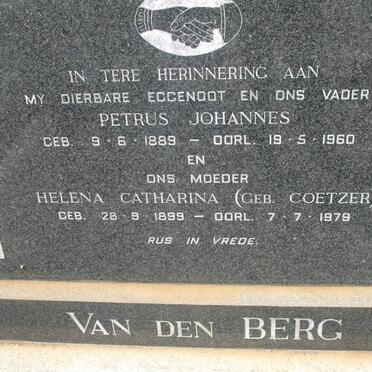 IN TERE HERINNERING AAN
MY DIERBARE EGGENOOT EN ONS VADER
PETRUS JOHANNES
GEB. 9-6-1889 — OORL. 19-5-1960
EN
ONS MOEDER
HELENA CATHARINA (GEB. COETZER)
GEB. 28-9-1899 — OORL. 7-7-1979
RUS IN VREDE.
VAN DEN BERG